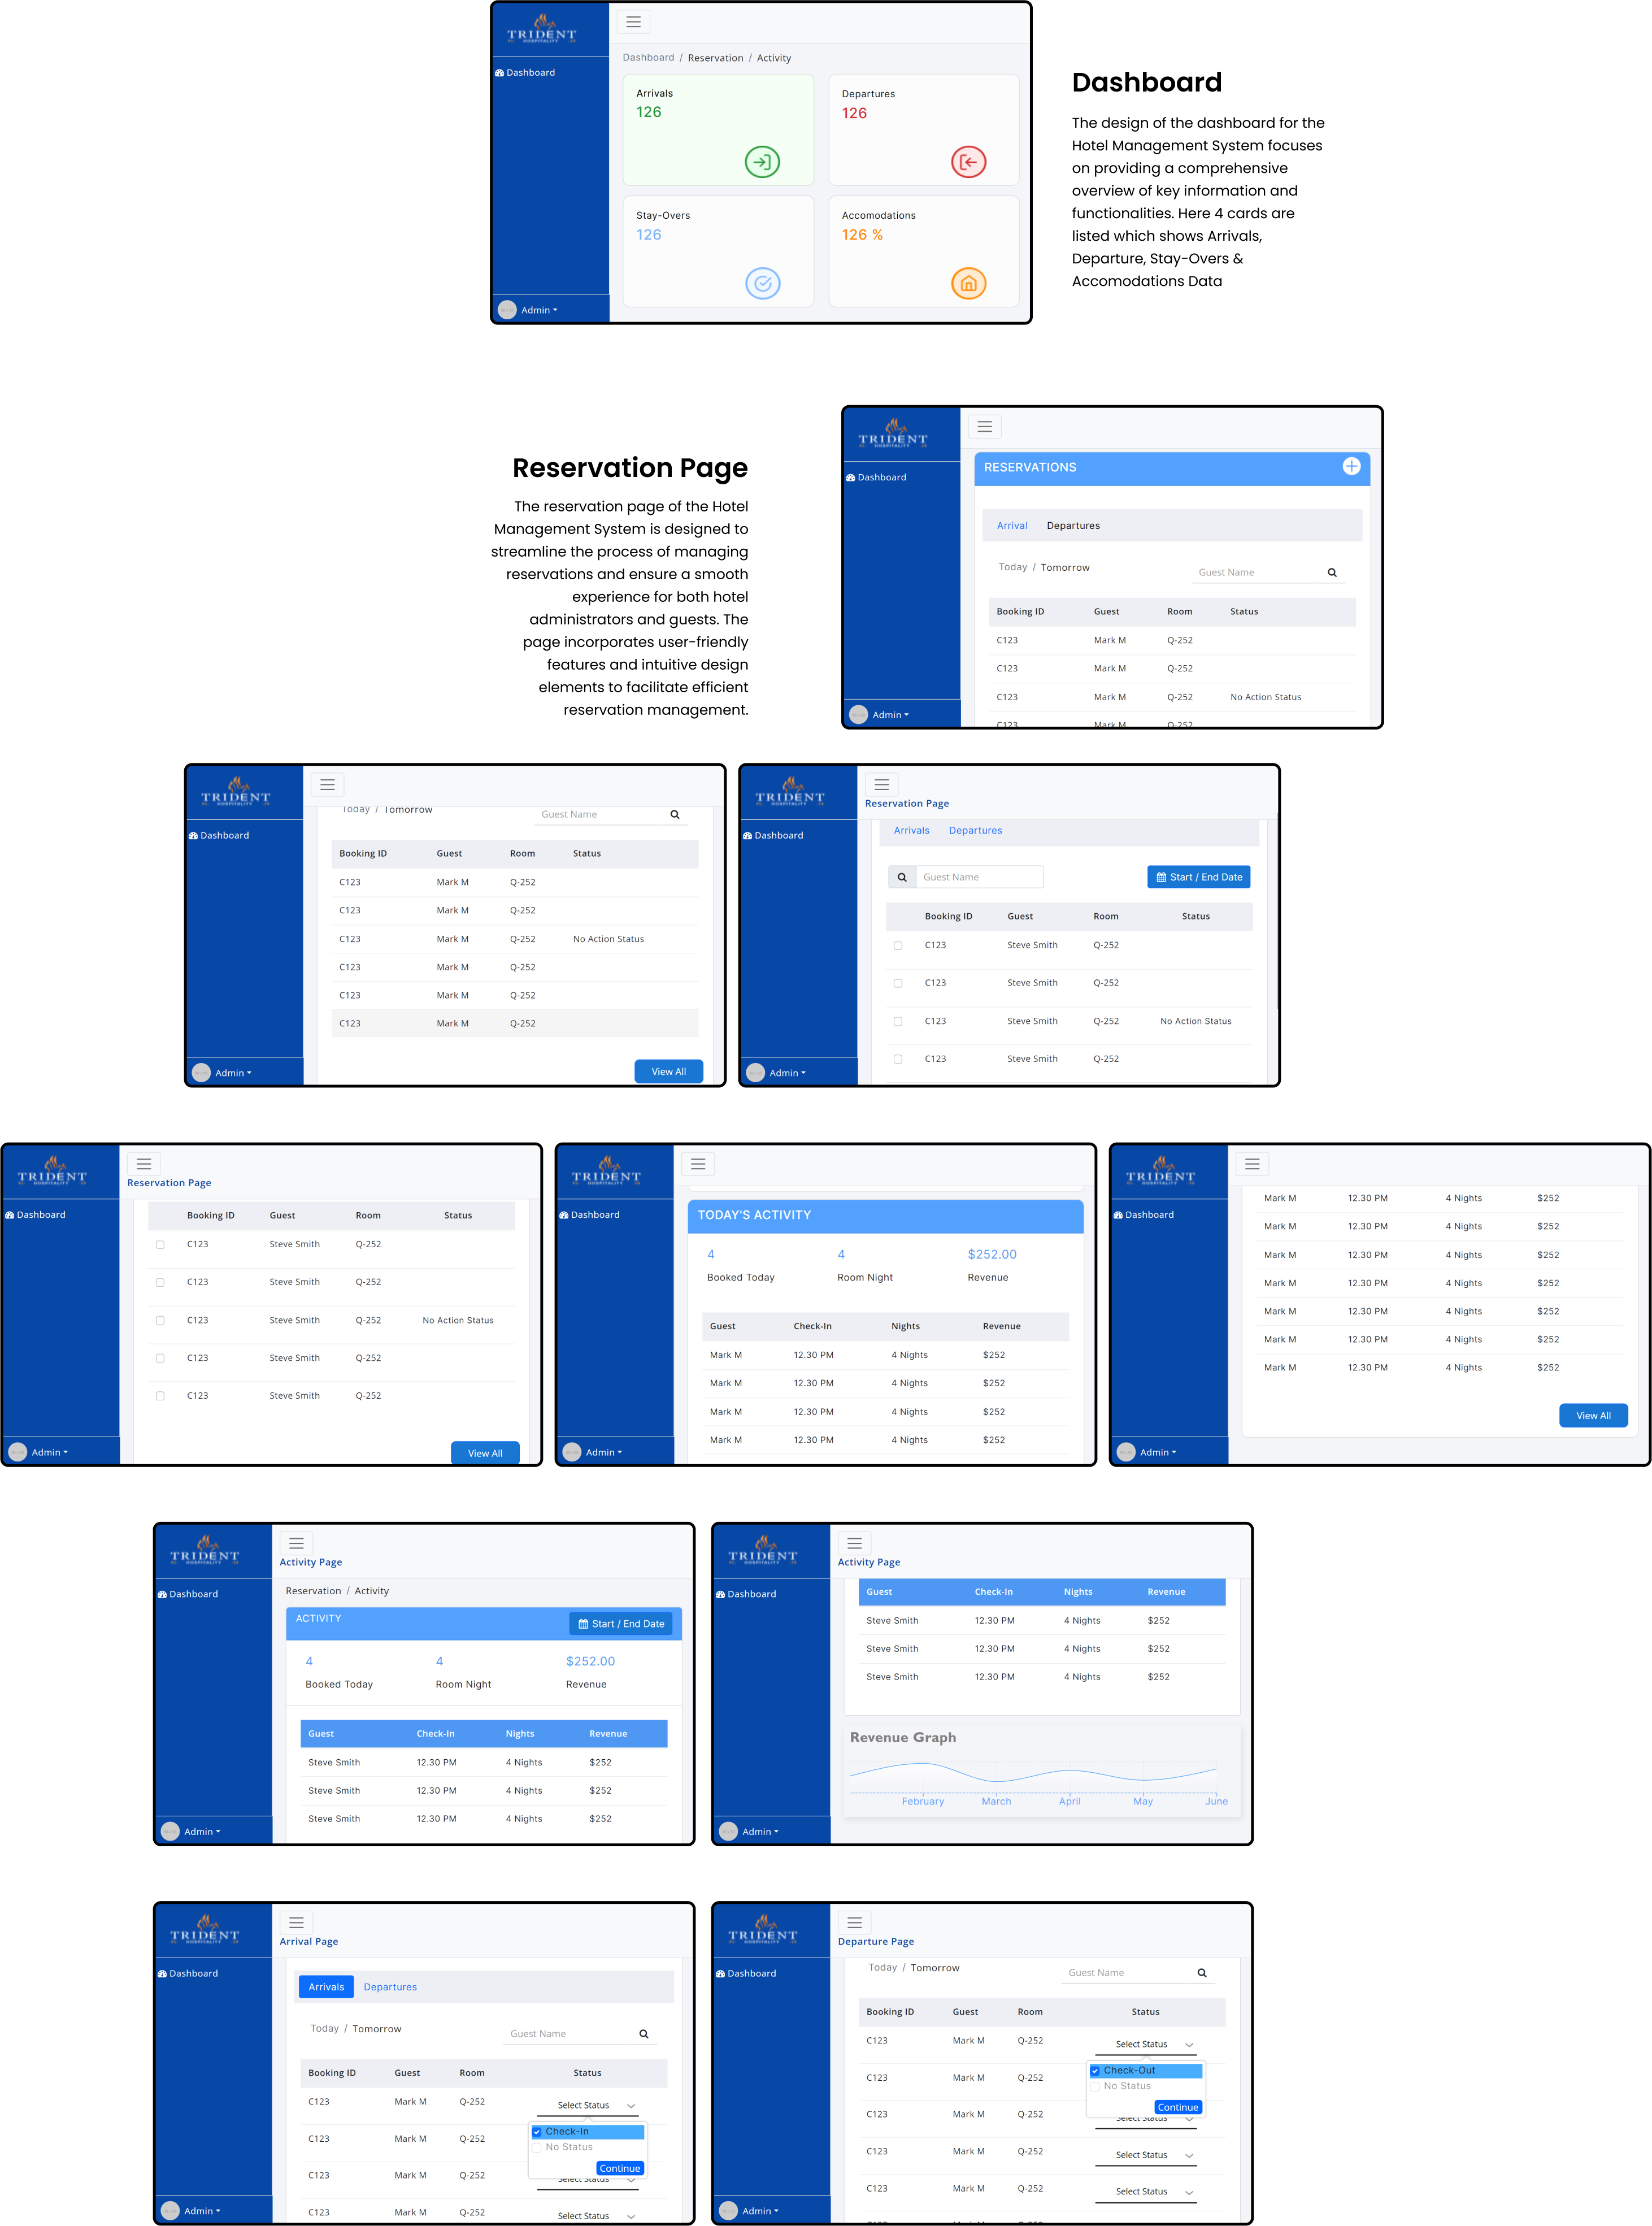 TRIDENT
HOSPITALITY
Dashboard
Admin
Dashboard / Reservation / Activity
Arrivals
126
Departures
126
Stay-Overs
126
Accomodations
126 %
Dashboard
The design of the dashboard for the
Hotel Management System focuses
on providing a comprehensive
overview of key information and
functionalities. Here 4 cards are
listed which shows Arrivals,
Departure, Stay-Overs &
Accomodations Data
Reservation Page
The reservation page of the Hotel
Management System is designed to
streamline the process of managing
reservations and ensure a smooth
experience for both hotel
administrators and guests. The
page incorporates user-friendly
features and intuitive design
elements to facilitate efficient
reservation management.
TRIDENT
HOSPITALITY
Dashboard
Admin
RESERVATIONS
Arrival Departures
Today / Tomorrow
Guest Name
Booking ID Guest Room Status
C123 Mark M Q-252
C123 Mark M Q-252
C123 Mark M Q-252 No Action Status
C123 Mark M Q-252
TRIDENT
HOSPITALITY
Dashboard
Admin
Today / Tomorrow
Guest Name
Booking ID Guest Room Status
C123 Mark M Q-252
C123 Mark M Q-252
C123 Mark M Q-252 No Action Status
C123 Mark M Q-252
C123 Mark M Q-252
C123 Mark M Q-252
View All
TRIDENT
HOSPITALITY
Dashboard
Admin
Reservation Page
Arrivals Departures
Guest Name
Start / End Date
Booking ID Guest Room Status
C123 Steve Smith Q-252
C123 Steve Smith Q-252
C123 Steve Smith Q-252 No Action Status
C123 Steve Smith Q-252
TRIDENT
HOSPITALITY
Dashboard
Admin
Reservation Page
Booking ID Guest Room Status
C123 Steve Smith Q-252
C123 Steve Smith Q-252
C123 Steve Smith Q-252 No Action Status
C123 Steve Smith Q-252
C123 Steve Smith Q-252
View All
TRIDENT
HOSPITALITY
Dashboard
Admin
TODAY'S ACTIVITY
4 4 $252.00
Booked Today Room Night Revenue
Guest Check-In Nights Revenue
Mark M 12.30 PM 4 Nights $252
Mark M 12.30 PM 4 Nights $252
Mark M 12.30 PM 4 Nights $252
Mark M 12.30 PM 4 Nights $252
TRIDENT
HOSPITALITY
Dashboard
Admin
Mark M 12.30 PM 4 Nights $252
Mark M 12.30 PM 4 Nights $252
Mark M 12.30 PM 4 Nights $252
Mark M 12.30 PM 4 Nights $252
Mark M 12.30 PM 4 Nights $252
Mark M 12.30 PM 4 Nights $252
Mark M 12.30 PM 4 Nights $252
View All
TRIDENT
HOSPITALITY
Dashboard
Admin
Activity Page
Reservation / Activity
ACTIVITY
Start / End Date
4 4 $252.00
Booked Today Room Night Revenue
Guest Check-In Nights Revenue
Steve Smith 12.30 PM 4 Nights $252
Steve Smith 12.30 PM 4 Nights $252
Steve Smith 12.30 PM 4 Nights $252
TRIDENT
HOSPITALITY
Dashboard
Admin
Activity Page
Guest Check-In Nights Revenue
Steve Smith 12.30 PM 4 Nights $252
Steve Smith 12.30 PM 4 Nights $252
Steve Smith 12.30 PM 4 Nights $252
Revenue Graph
February March April May June
TRIDENT
HOSPITALITY
Dashboard
Admin
Arrival Page
Arrivals Departures
Today / Tomorrow
Guest Name
Booking ID Guest Room Status
C123 Mark M Q-252 Select Status
Check-In
C123 Mark M Q-252
No Status
Continue
C123 Mark M Q-252 Select Status
C123 Mark M Q-252 Select Status
TRIDENT
HOSPITALITY
Dashboard
Admin
Departure Page
Today / Tomorrow
Guest Name
Booking ID Guest Room Status
C123 Mark M Q-252 Select Status
Check-Out
C123 Mark M Q-252
No Status
Continue
C123 Mark M Q-252 Select Status
C123 Mark M Q-252 Select Status
C123 Mark M Q-252 Select Status